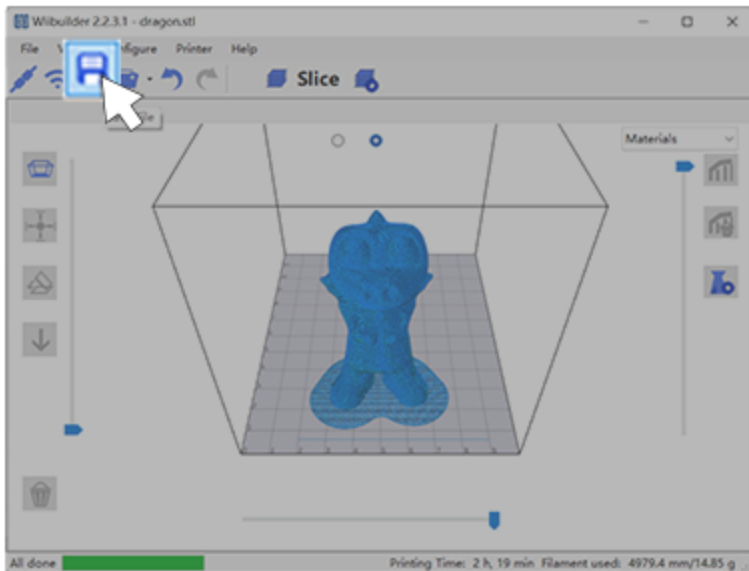 Wiibuilder 2.2.3.1 - dragon.stl
File Printer Help
Slice
Materials
All done
Printing Time: 2 h, 19 min Filament used: 4979.4 mm/14.85 g